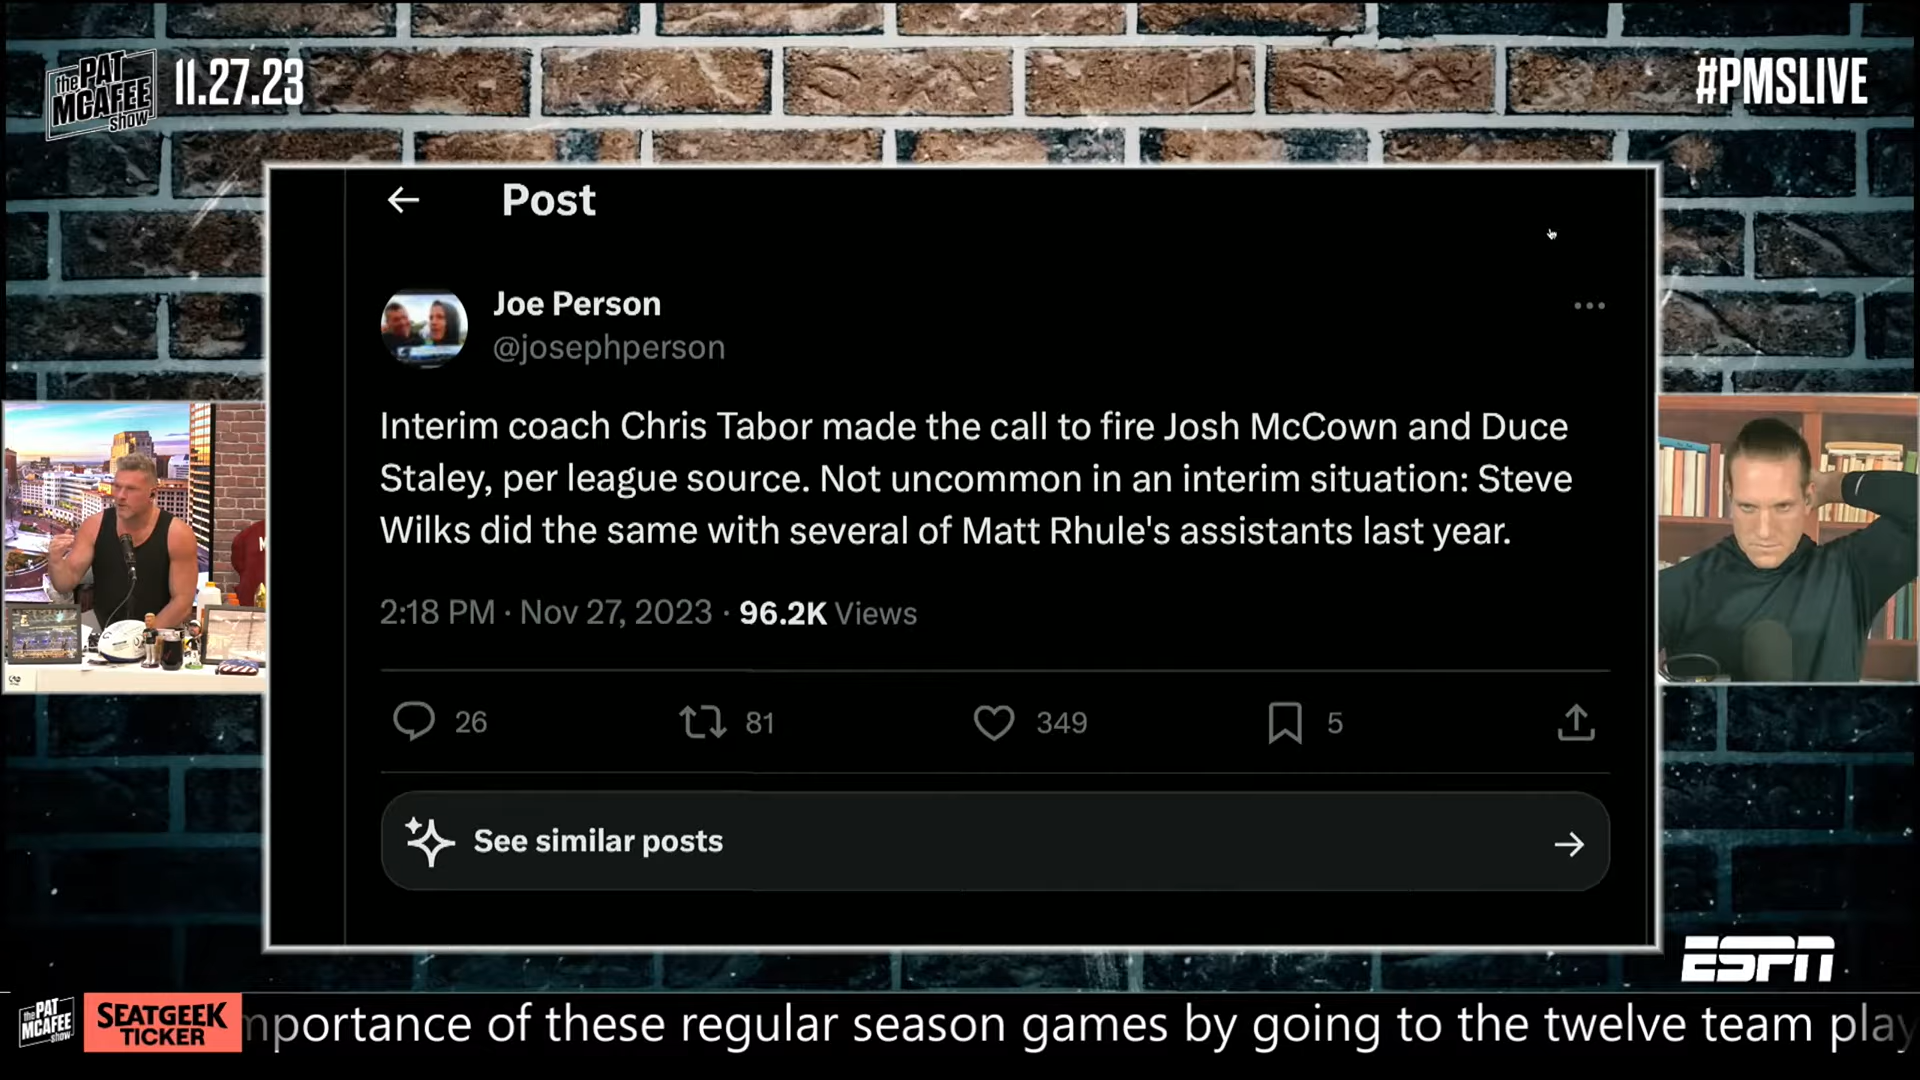 the PAT MCAFEE show
11.27.23
#PMSLIVE
Post
Joe Person
@josephperson
Interim coach Chris Tabor made the call to fire Josh McCown and Duce
Staley, per league source. Not uncommon in an interim situation: Steve
Wilks did the same with several of Matt Rhule's assistants last year.
2:18 PM · Nov 27, 2023 · 96.2K Views
26 81 349 5
See similar posts
ESPN
the PAT MCAFEE show
SEATGEEK
TICKER
mportance of these regular season games by going to the twelve team play